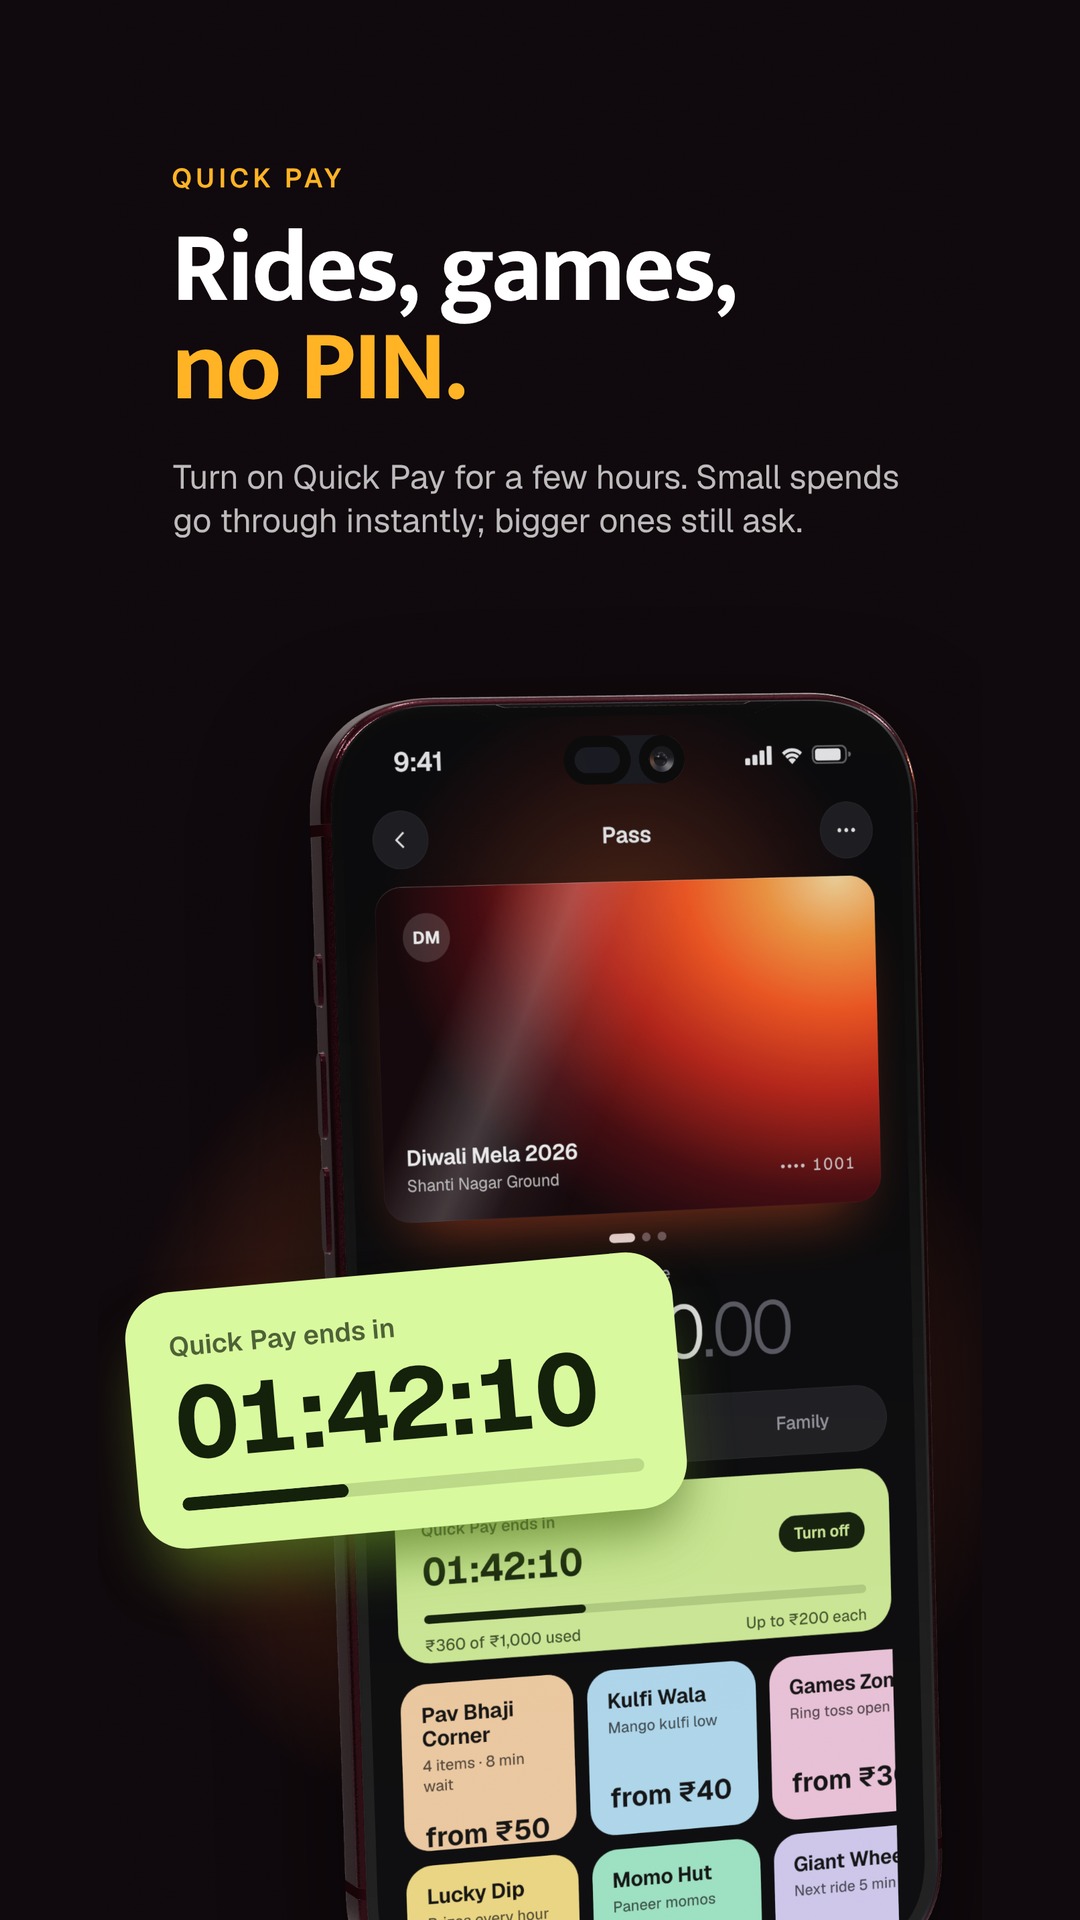 QUICK PAY
Rides, games,
no PIN.
Turn on Quick Pay for a few hours. Small spends
go through instantly; bigger ones still ask.
9:41
Pass
DM
Diwali Mela 2026
Shanti Nagar Ground
•••• 1001
0.00
Family
Quick Pay ends in
01:42:10
Quick Pay ends in
01:42:10
Turn off
₹360 of ₹1,000 used
Up to ₹200 each
Pav Bhaji
Corner
4 items · 8 min
wait
from ₹50
Kulfi Wala
Mango kulfi low
from ₹40
Games Zon
Ring toss open
from ₹3
Lucky Dip
Prizes every hour
Momo Hut
Paneer momos
Giant Whee
Next ride 5 min